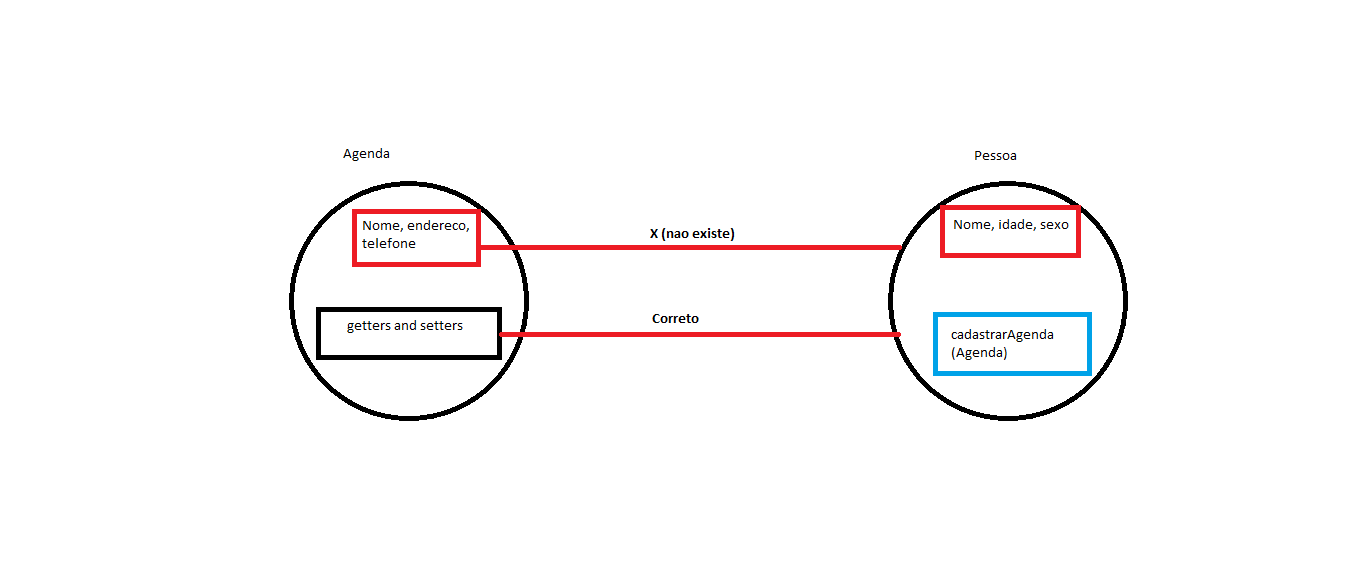 Agenda
Pessoa
Nome, endereco,
telefone
X (nao existe)
Nome, idade, sexo
getters and setters
Correto
cadastrarAgenda
(Agenda)